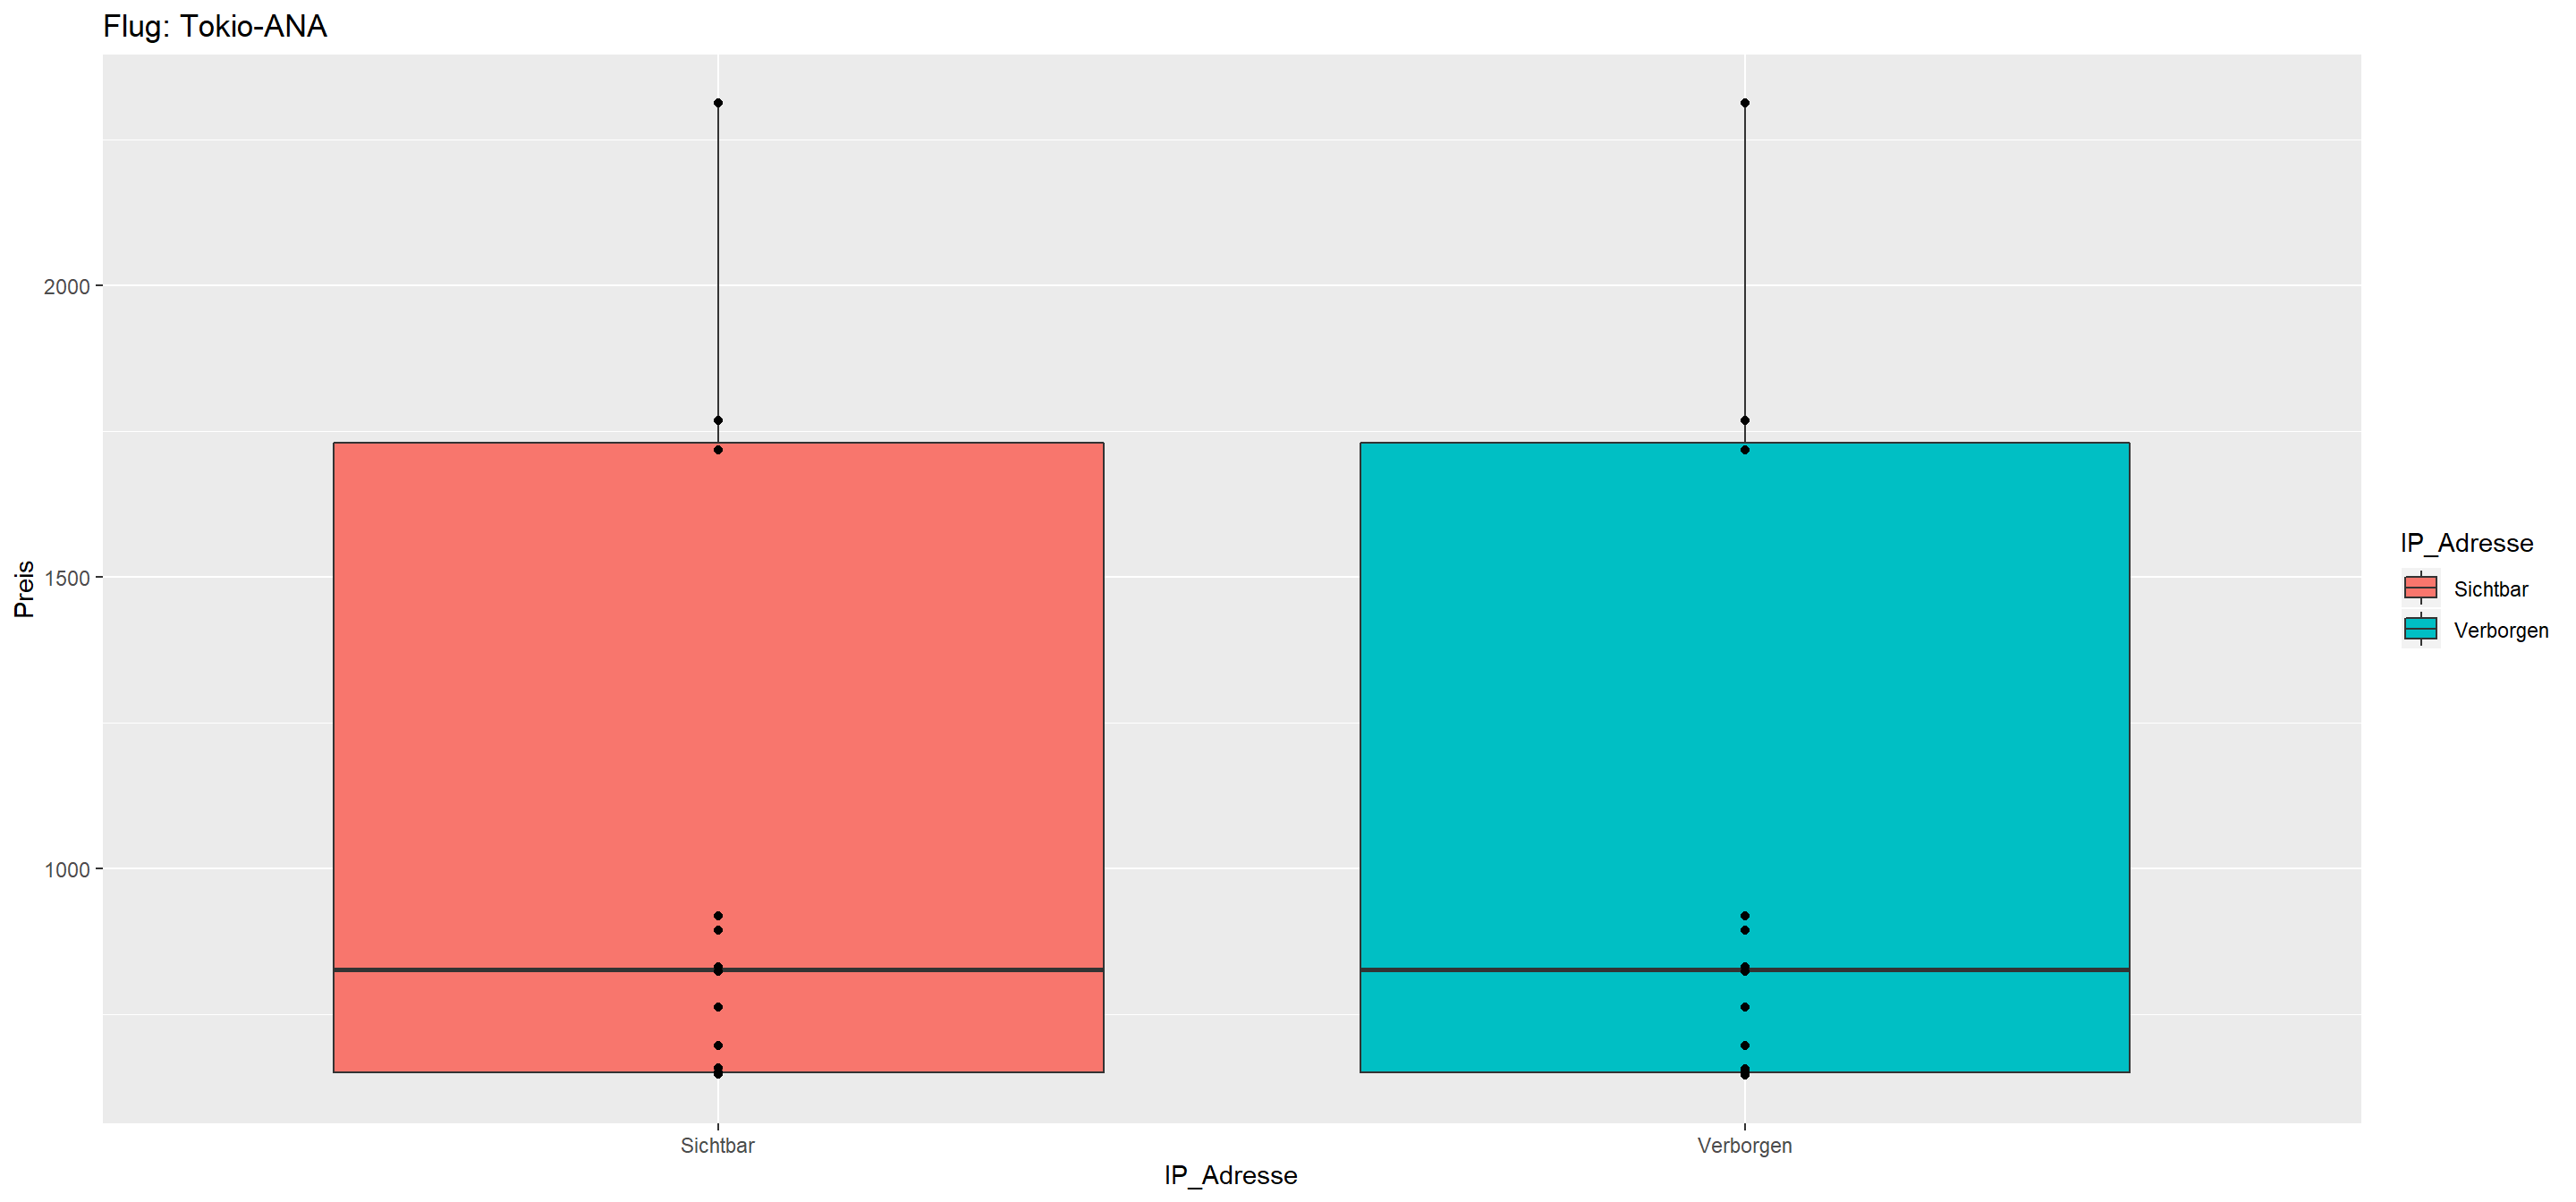 Flug: Tokio-ANA
Preis
2000
1500
1000
Sichtbar
Verborgen
IP_Adresse
IP_Adresse
Sichtbar
Verborgen